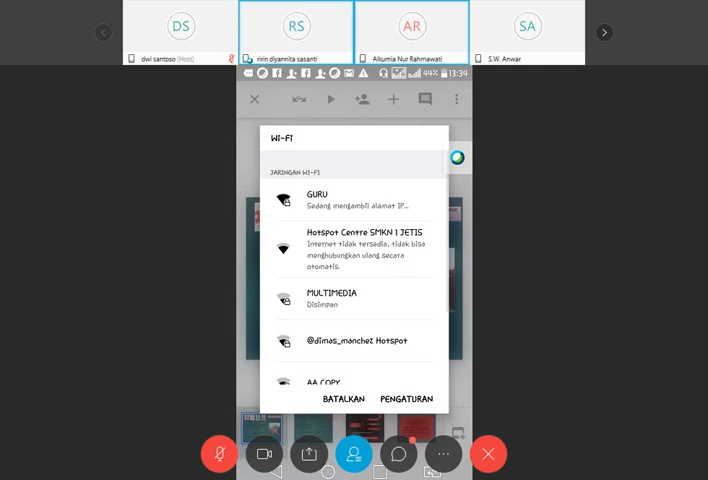 DS
RS
AR
SA
dwi santoso (Host)
ririn diyannita sasanti
Alkurnia Nur Rahmawati
S.W. Anwar
44% 13:34
WI-FI
JARINGAN WI-FI
GURU
Sedang mengambil alamat IP...
Hotspot Centre SMKN 1 JETIS
Internet tidak tersedia, tidak bisa
menghubungkan ulang secara
otomatis.
MULTIMEDIA
Disimpan
@dimas_manchez Hotspot
AA COPY
BATALKAN PENGATURAN